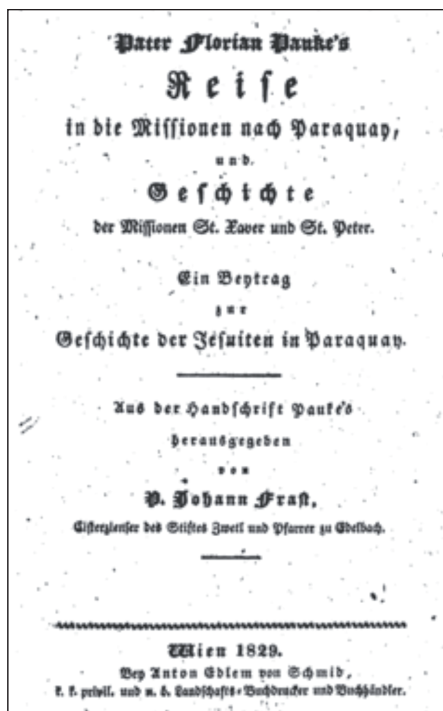 Pater Florian Pauke's
Reise
in die Missionen nach Paraquay,
und
Geschichte
der Missionen St. Xaver und St. Peter.
Ein Beytrag
zur
Geschichte der Jesuiten in Paraquay.
Aus der Handschrift Pauke's
herausgegeben
von
P. Johann Frast,
Cisterzienser des Stiftes Zwetl und Pfarrer zu Edelbach.
Wien 1829.
Bey Anton Edlem von Schmid,
k. k. privil. und n. ö. Landschafts-Buchdrucker und Buchhändler.